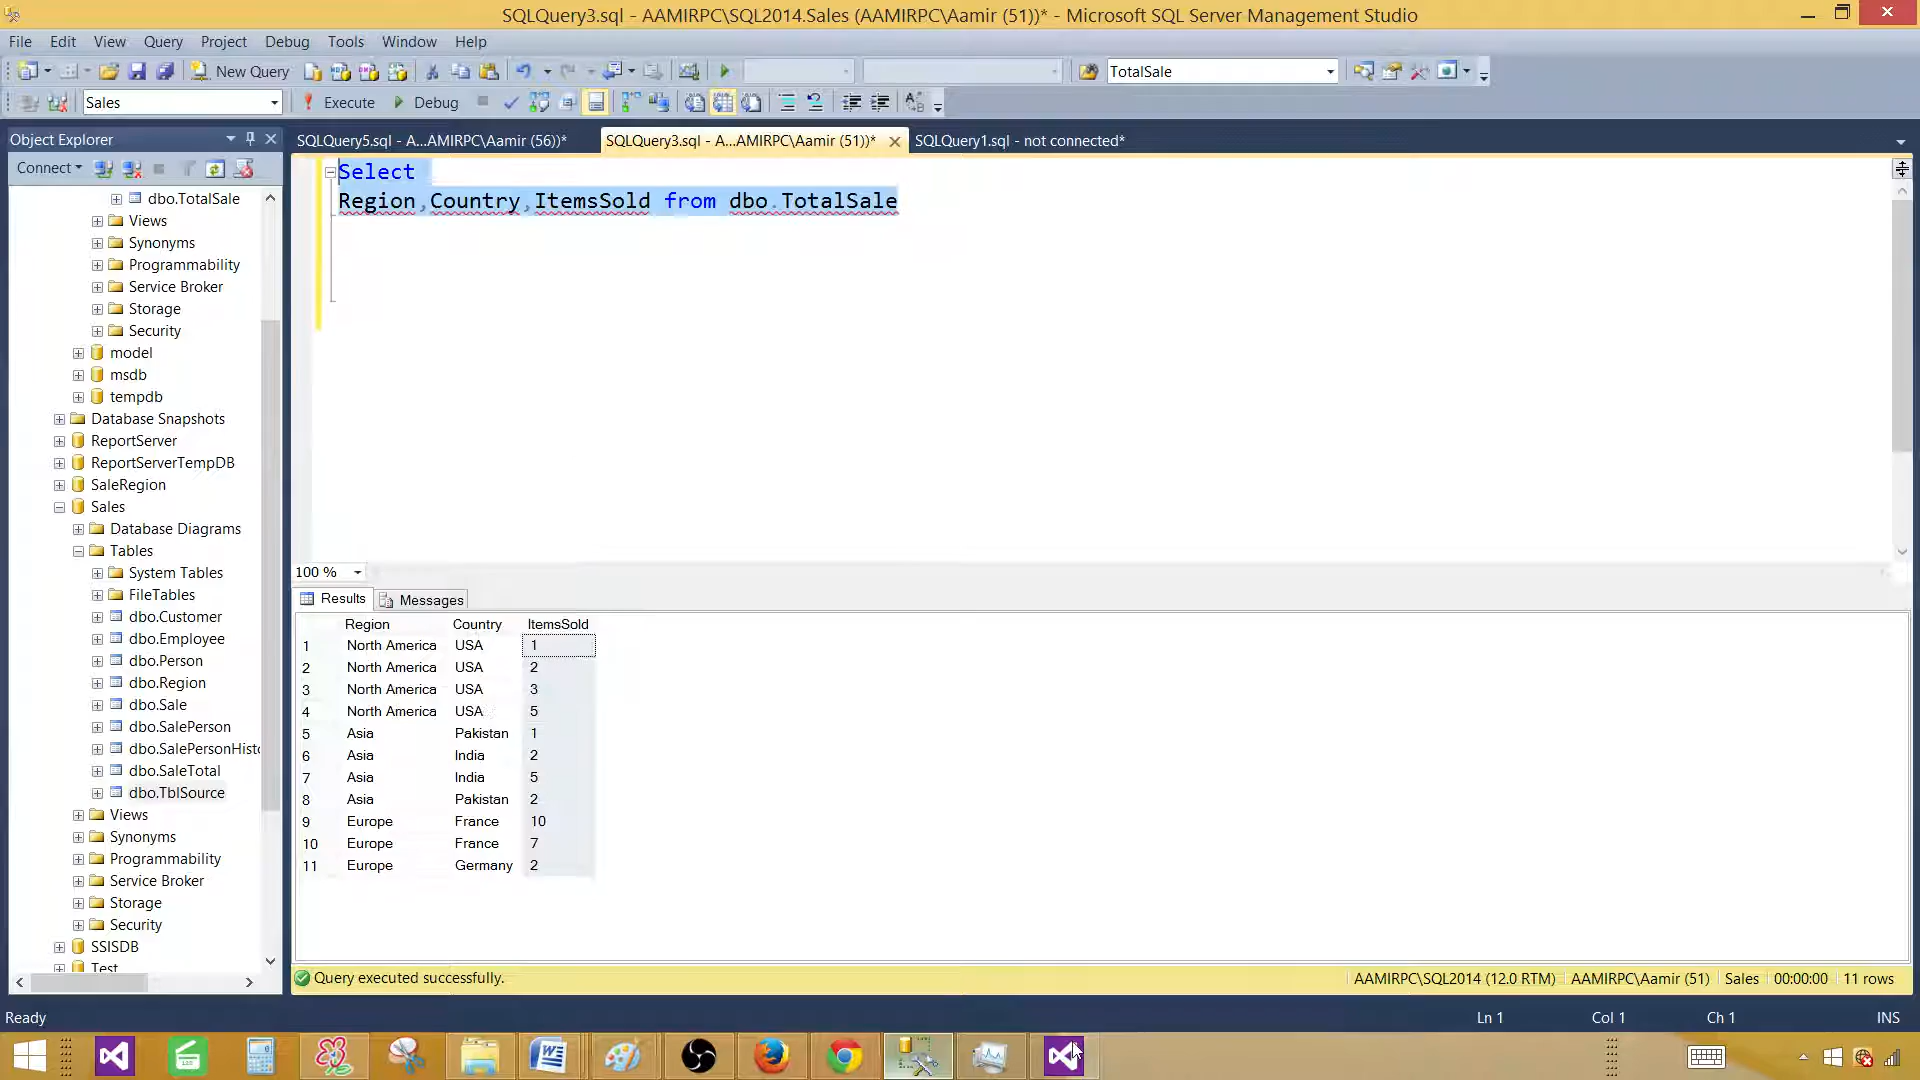 SQLQuery3.sql - AAMIRPC\SQL2014.Sales (AAMIRPC\Aamir (51))* - Microsoft SQL Server Management Studio
File Edit View Query Project Debug Tools Window Help
New Query TotalSale
Sales Execute Debug
Object Explorer
Connect
dbo.TotalSale
Views
Synonyms
Programmability
Service Broker
Storage
Security
model
msdb
tempdb
Database Snapshots
ReportServer
ReportServerTempDB
SaleRegion
Sales
Database Diagrams
Tables
System Tables
FileTables
dbo.Customer
dbo.Employee
dbo.Person
dbo.Region
dbo.Sale
dbo.SalePerson
dbo.SalePersonHisto
dbo.SaleTotal
dbo.TblSource
Views
Synonyms
Programmability
Service Broker
Storage
Security
SSISDB
Test
SQLQuery5.sql - A...AMIRPC\Aamir (56))* SQLQuery3.sql - A...AMIRPC\Aamir (51))* SQLQuery1.sql - not connected*
Select
Region,Country,ItemsSold from dbo.TotalSale
100 %
Results Messages
Region Country ItemsSold
1 North America USA 1
2 North America USA 2
3 North America USA 3
4 North America USA 5
5 Asia Pakistan 1
6 Asia India 2
7 Asia India 5
8 Asia Pakistan 2
9 Europe France 10
10 Europe France 7
11 Europe Germany 2
Query executed successfully. AAMIRPC\SQL2014 (12.0 RTM) AAMIRPC\Aamir (51) Sales 00:00:00 11 rows
Ready Ln 1 Col 1 Ch 1 INS